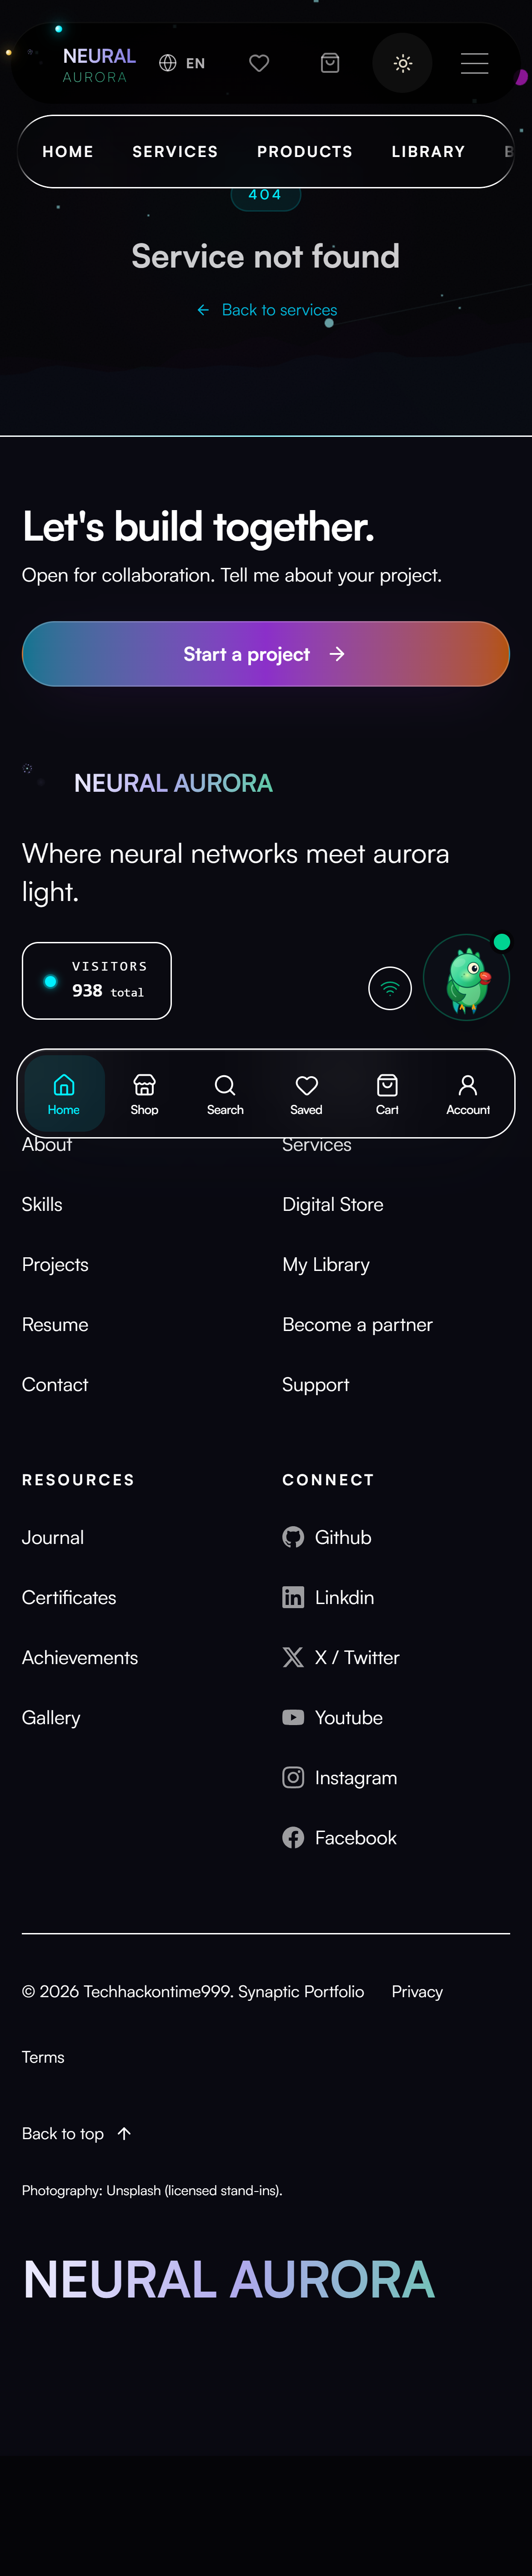 NEURAL
AURORA
EN
HOME SERVICES PRODUCTS LIBRARY B
404
Service not found
Back to services
Let's build together.
Open for collaboration. Tell me about your project.
Start a project
NEURAL AURORA
Where neural networks meet aurora
light.
VISITORS
938 total
Home Shop Search Saved Cart Account
About Services
Skills Digital Store
Projects My Library
Resume Become a partner
Contact Support
RESOURCES CONNECT
Journal Github
Certificates Linkdin
Achievements X / Twitter
Gallery Youtube
Instagram
Facebook
© 2026 Techhackontime999. Synaptic Portfolio Privacy
Terms
Back to top
Photography: Unsplash (licensed stand-ins).
NEURAL AURORA